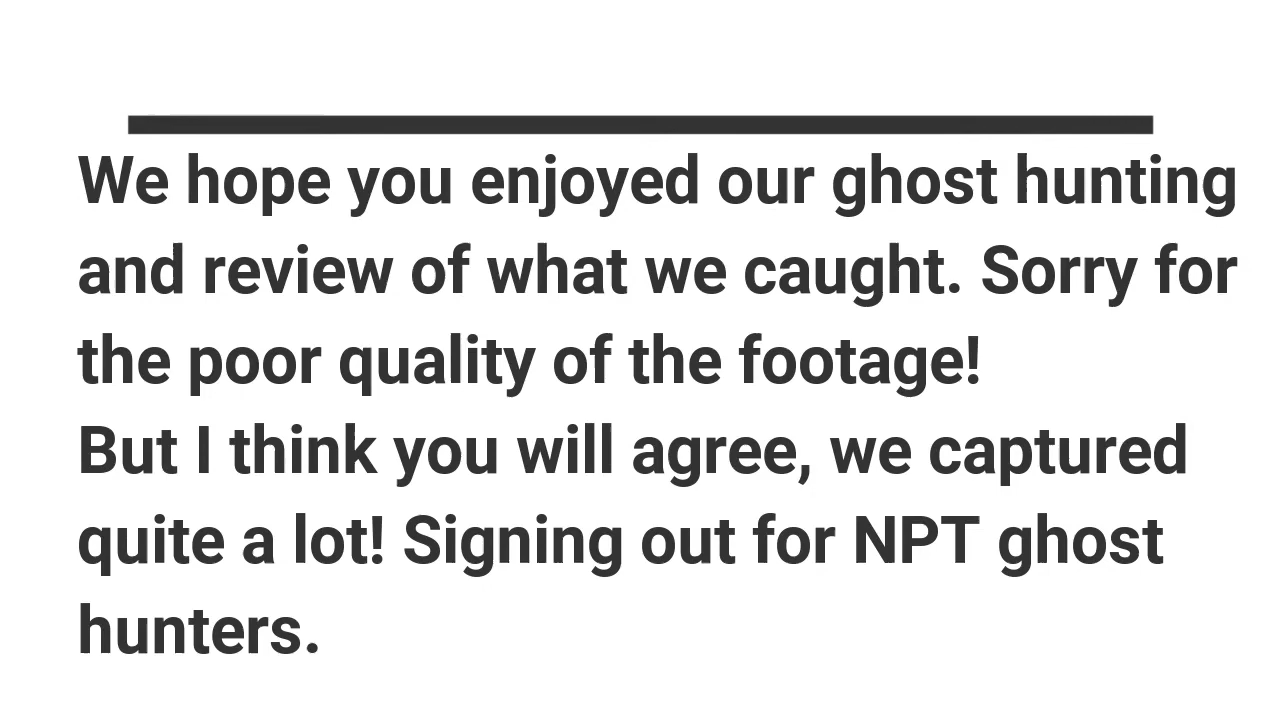 We hope you enjoyed our ghost hunting
and review of what we caught. Sorry for
the poor quality of the footage!
But I think you will agree, we captured
quite a lot! Signing out for NPT ghost
hunters.